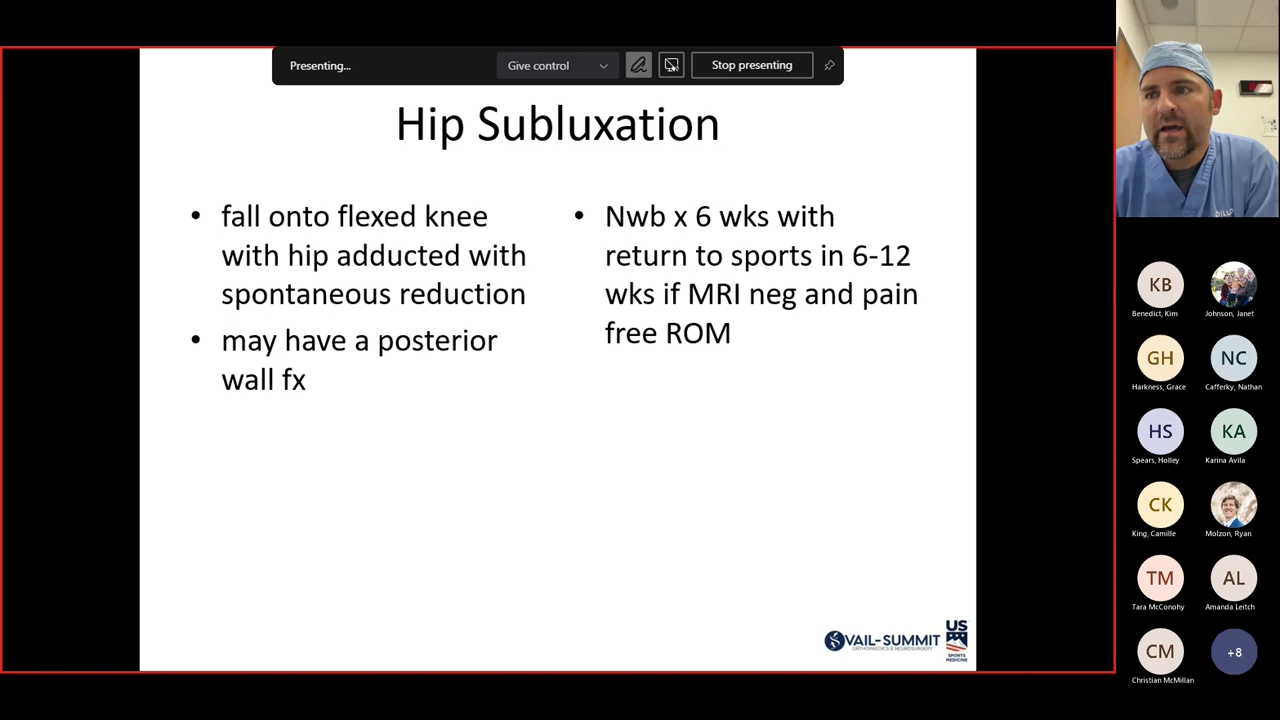 Presenting...
Give control
Stop presenting
Hip Subluxation
• fall onto flexed knee
with hip adducted with
spontaneous reduction
• may have a posterior
wall fx
• Nwb x 6 wks with
return to sports in 6-12
wks if MRI neg and pain
free ROM
VAIL-SUMMIT
ORTHOPAEDICS & NEUROSURGERY
US
SPORTS
MEDICINE
DILLO
KB
Benedict, Kim
Johnson, Janet
GH
Harkness, Grace
NC
Cafferky, Nathan
HS
Spears, Holley
KA
Karina Avila
CK
King, Camille
Molzon, Ryan
TM
Tara McConohy
AL
Amanda Leitch
CM
Christian McMillan
+8